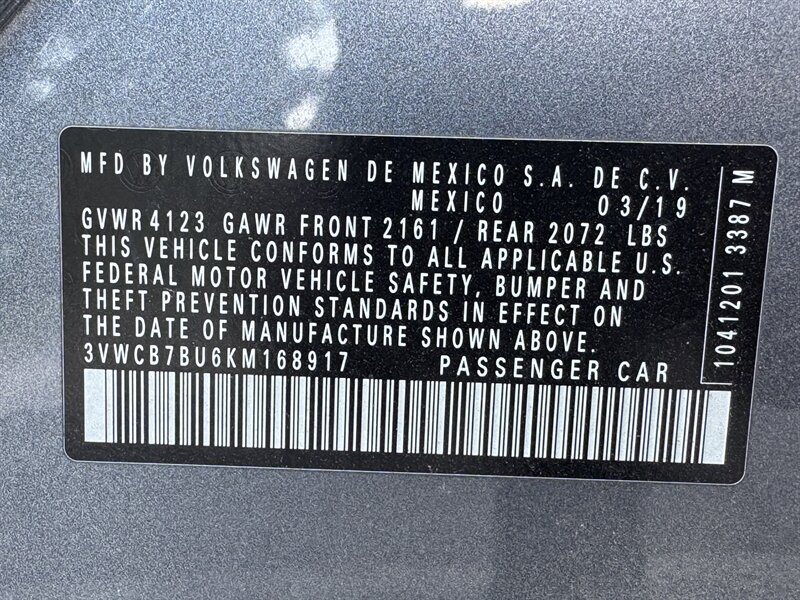 MFD BY VOLKSWAGEN DE MEXICO S.A. DE C.V.
MEXICO 03/19
GVWR 4123 GAWR FRONT 2161 / REAR 2072 LBS
THIS VEHICLE CONFORMS TO ALL APPLICABLE U.S.
FEDERAL MOTOR VEHICLE SAFETY, BUMPER AND
THEFT PREVENTION STANDARDS IN EFFECT ON
THE DATE OF MANUFACTURE SHOWN ABOVE.
3VWCB7BU6KM168917 PASSENGER CAR
1041201 3387 M